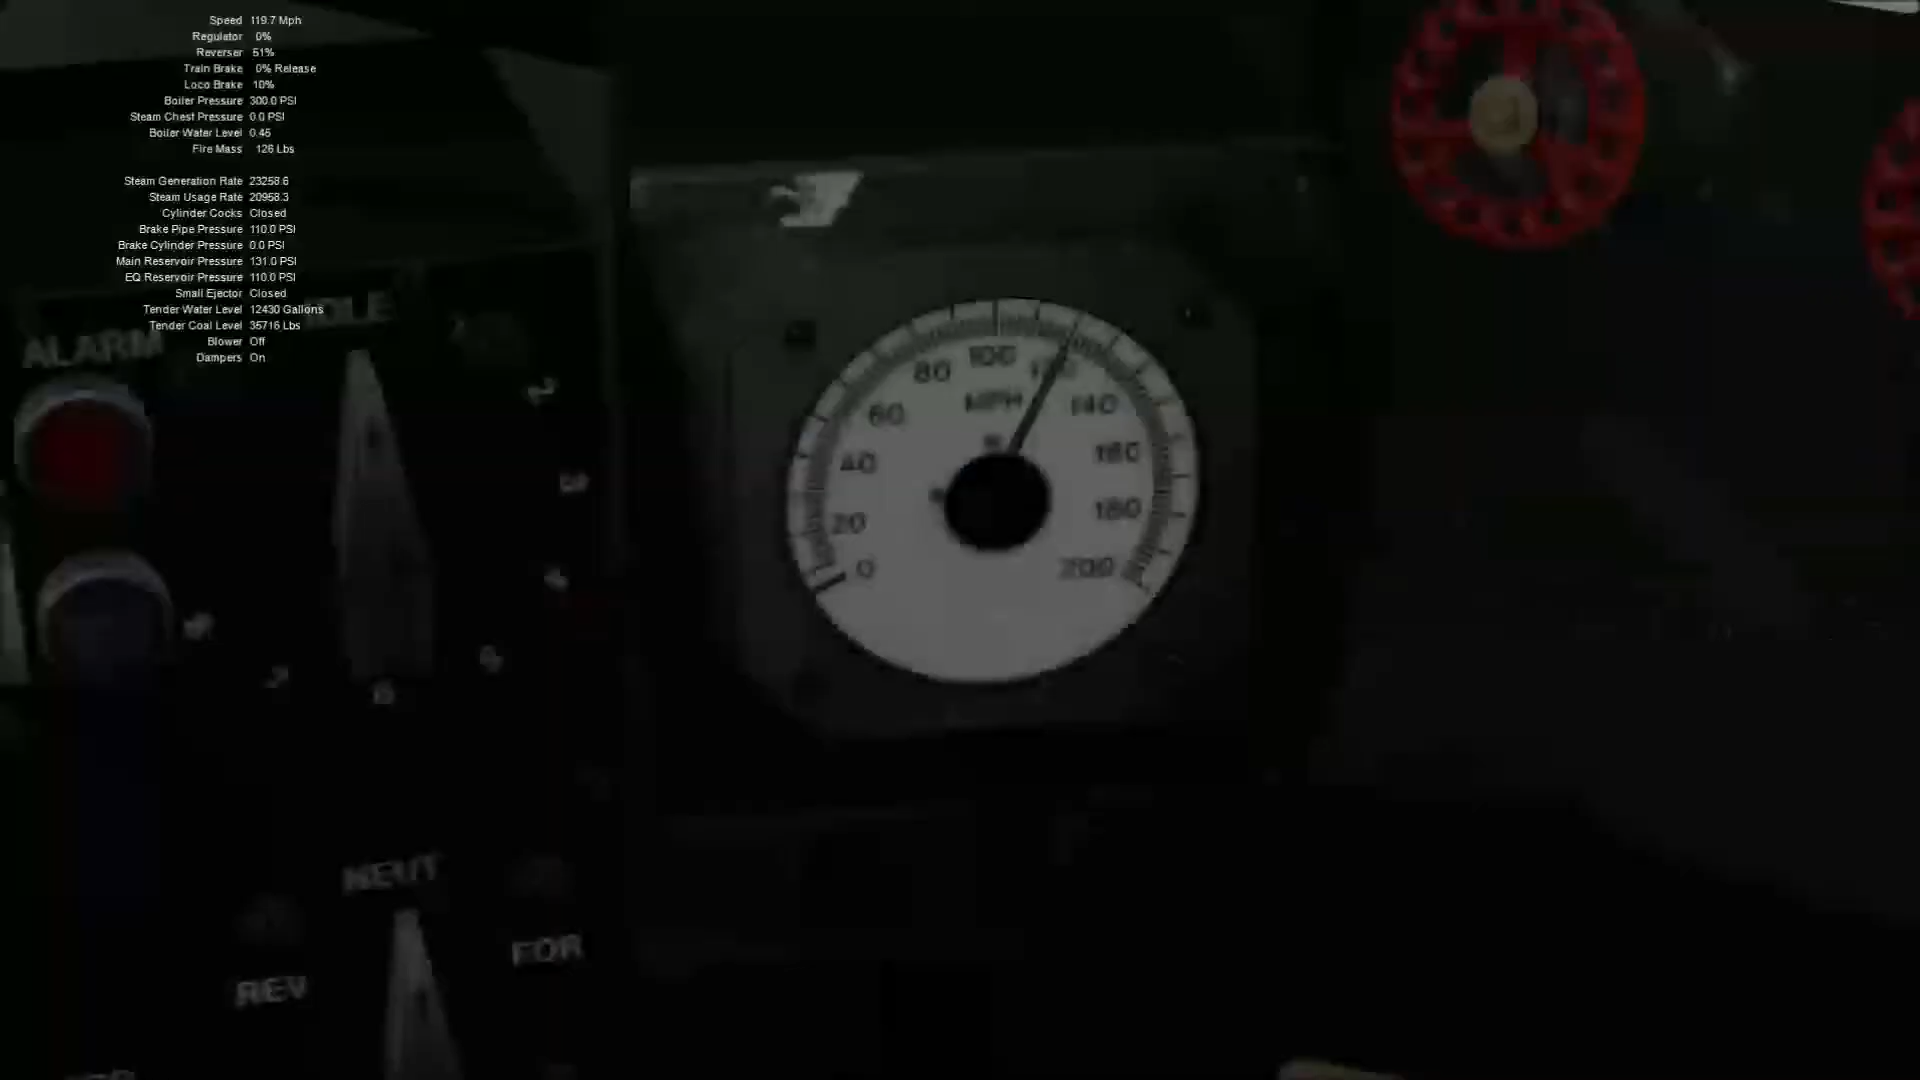 Speed 119.7 Mph
Regulator 0%
Reverser 51%
Train Brake 0% Release
Loco Brake 10%
Boiler Pressure 300.0 PSI
Steam Chest Pressure 0.0 PSI
Boiler Water Level 0.45
Fire Mass 126 Lbs
Steam Generation Rate 23258.6
Steam Usage Rate 20958.3
Cylinder Cocks Closed
Brake Pipe Pressure 110.0 PSI
Brake Cylinder Pressure 0.0 PSI
Main Reservoir Pressure 131.0 PSI
EQ Reservoir Pressure 110.0 PSI
Small Ejector Closed
Tender Water Level 12430 Gallons
Tender Coal Level 35716 Lbs
Blower Off
Dampers On
ALARM
3
4
6
80 100
MPH
60 140
40 160
20 180
0 200
NEUT
REV FOR